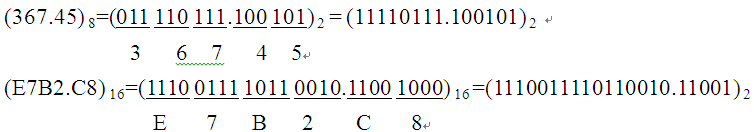 (367.45)₈=(011 110 111.100 101)₂ = (11110111.100101)₂ ↵
3 6 7 4 5↵
(E7B2.C8)₁₆=(1110 0111 1011 0010.1100 1000)₁₆=(1110011110110010.11001)₂
E 7 B 2 C 8↵